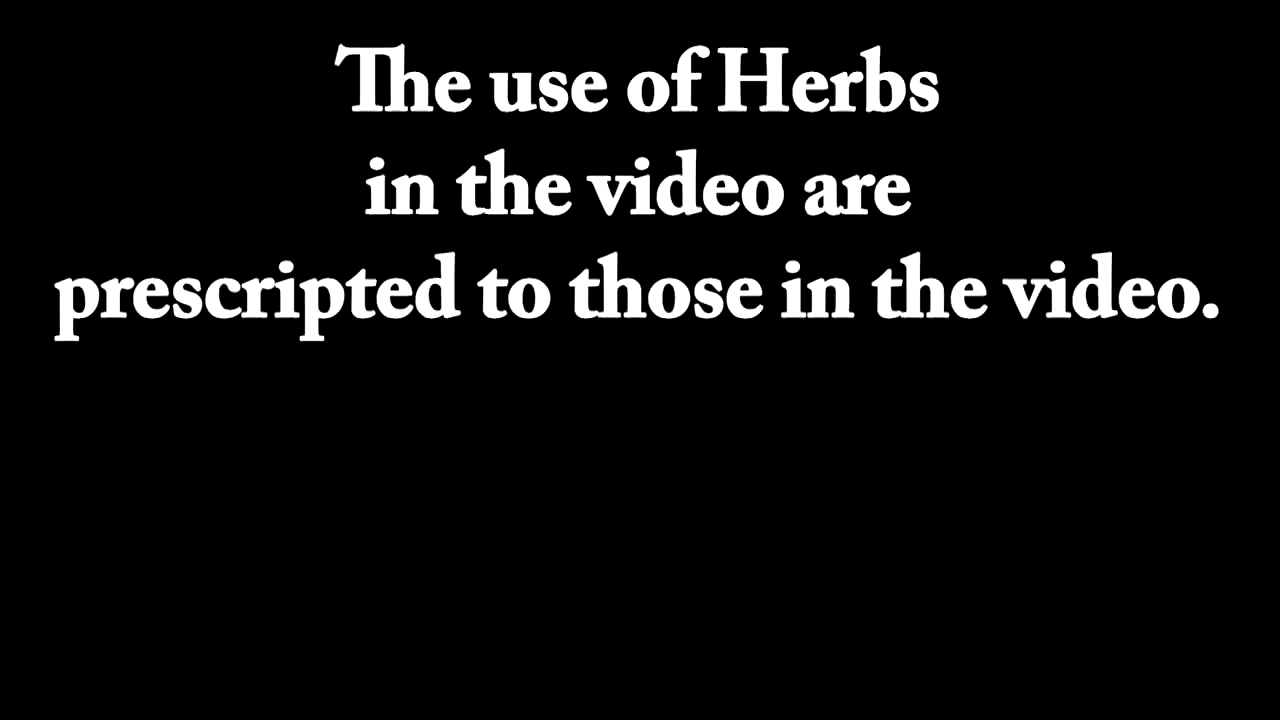 The use of Herbs
in the video are
prescripted to those in the video.